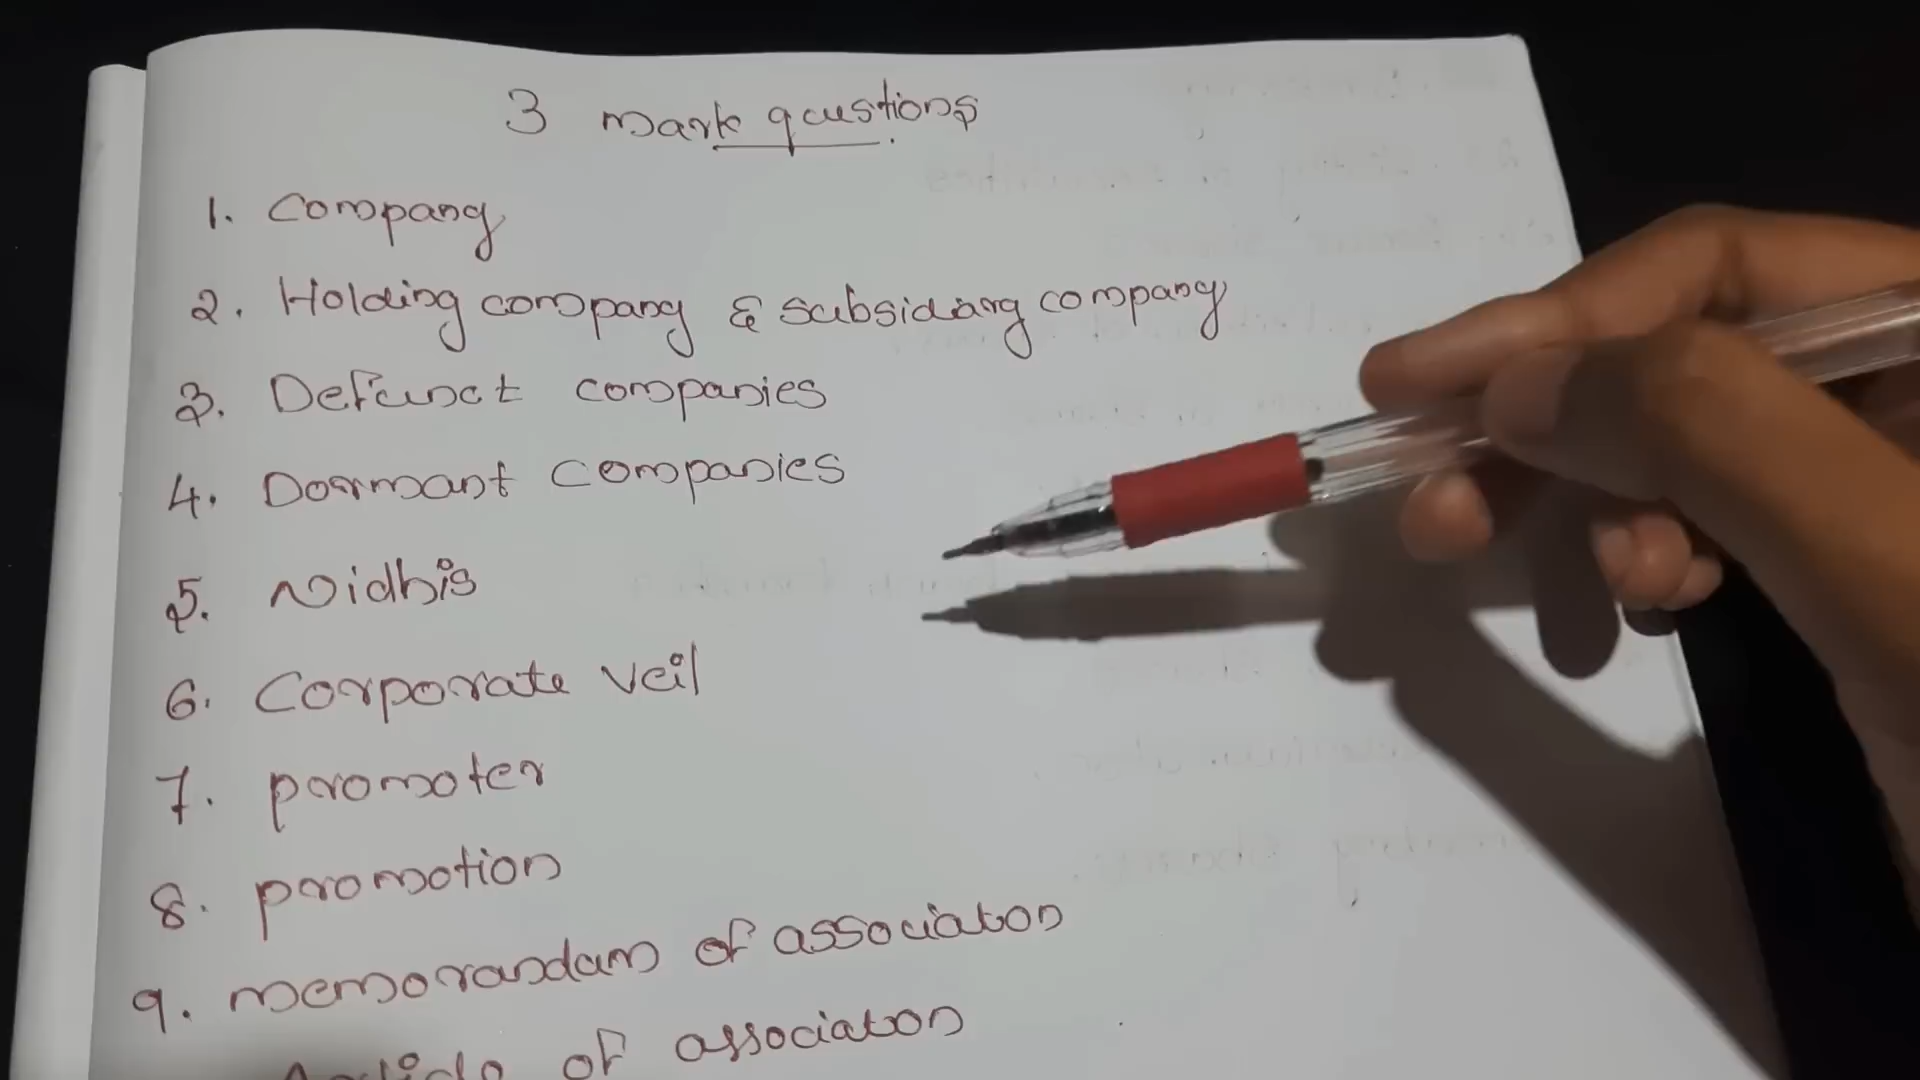 3 mark questions
1. Company
2. Holding company & subsidiary company
3. Defunct companies
4. Dormant companies
5. Nidhis
6. Corporate veil
7. promoter
8. promotion
9. memorandum of association
Article of association